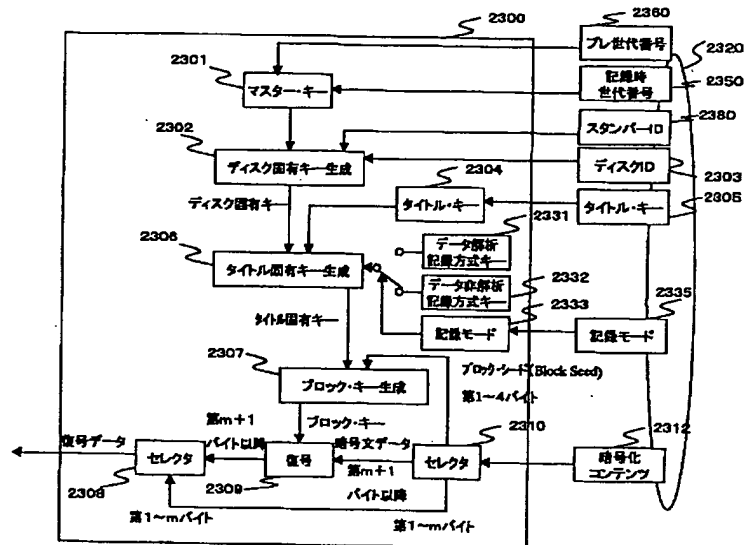 2300
2360
プレ世代番号
2320
2301
記録時
世代番号
2350
マスター・キー
2380
スタンパーID
2302
ディスク固有キー生成
ディスクID
2303
2304
ディスク固有キー
タイトル・キー
タイトル・キー
2305
2331
2306
データ解析
記録方式キー
2332
タイトル固有キー生成
データ非解析
記録方式キー
2333
2335
タイトル固有キー
記録モード
記録モード
2307
ブロック・シード(Block Seed)
ブロック・キー生成
第1～4バイト
第m+1
バイト以降
ブロック・キー
2310
2312
復号データ
暗号文データ
セレクタ
復号
第m+1
バイト以降
セレクタ
暗号化
コンテンツ
2308
2309
第1～mバイト
第1～mバイト